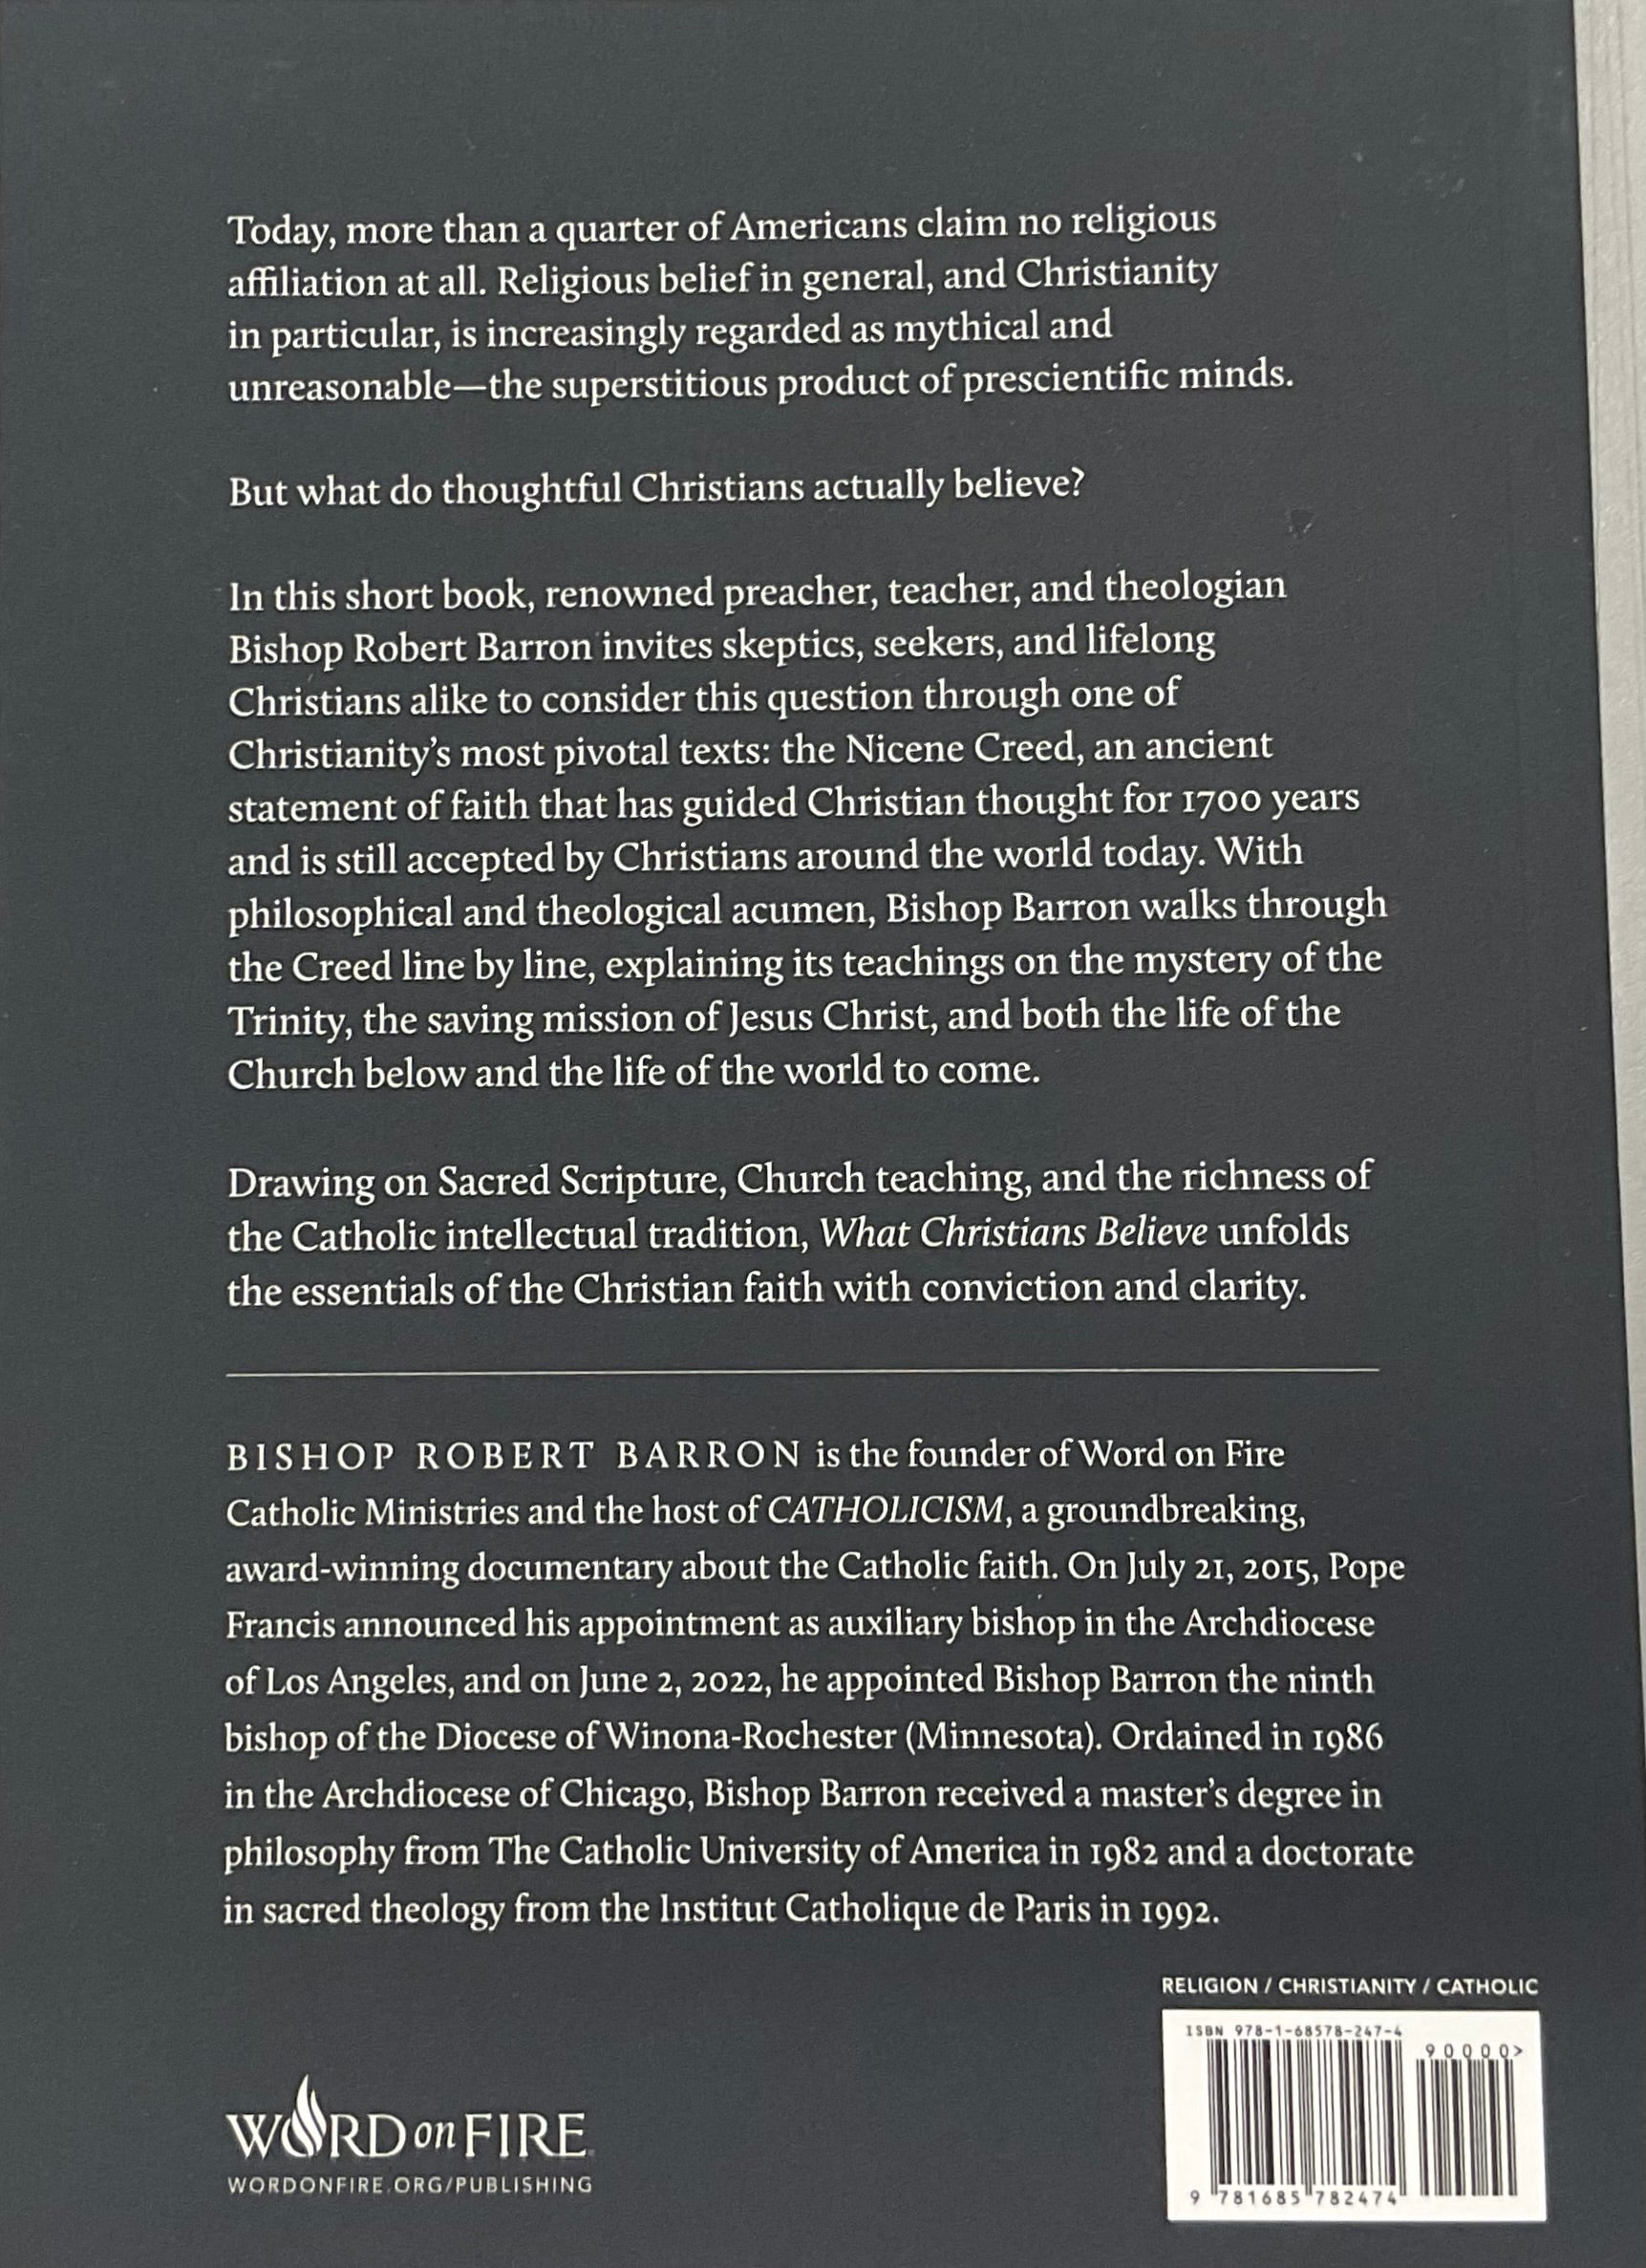 Today, more than a quarter of Americans claim no religious
affiliation at all. Religious belief in general, and Christianity
in particular, is increasingly regarded as mythical and
unreasonable—the superstitious product of prescientific minds.
But what do thoughtful Christians actually believe?
In this short book, renowned preacher, teacher, and theologian
Bishop Robert Barron invites skeptics, seekers, and lifelong
Christians alike to consider this question through one of
Christianity’s most pivotal texts: the Nicene Creed, an ancient
statement of faith that has guided Christian thought for 1700 years
and is still accepted by Christians around the world today. With
philosophical and theological acumen, Bishop Barron walks through
the Creed line by line, explaining its teachings on the mystery of the
Trinity, the saving mission of Jesus Christ, and both the life of the
Church below and the life of the world to come.
Drawing on Sacred Scripture, Church teaching, and the richness of
the Catholic intellectual tradition, What Christians Believe unfolds
the essentials of the Christian faith with conviction and clarity.
BISHOP ROBERT BARRON is the founder of Word on Fire
Catholic Ministries and the host of CATHOLICISM, a groundbreaking,
award-winning documentary about the Catholic faith. On July 21, 2015, Pope
Francis announced his appointment as auxiliary bishop in the Archdiocese
of Los Angeles, and on June 2, 2022, he appointed Bishop Barron the ninth
bishop of the Diocese of Winona-Rochester (Minnesota). Ordained in 1986
in the Archdiocese of Chicago, Bishop Barron received a master’s degree in
philosophy from The Catholic University of America in 1982 and a doctorate
in sacred theology from the Institut Catholique de Paris in 1992.
RELIGION / CHRISTIANITY / CATHOLIC
ISBN 978-1-68578-247-4
90000>
9 781685 782474
WORD on FIRE
WORDONFIRE.ORG/PUBLISHING